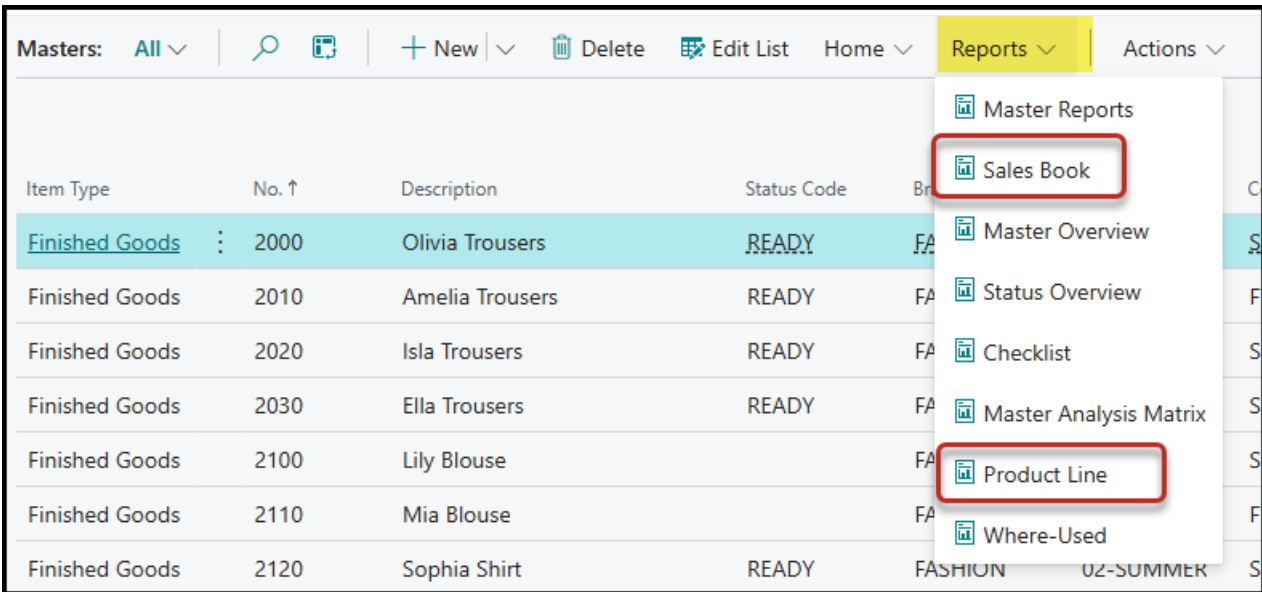 Masters: All New Delete Edit List Home Reports Actions
Master Reports
Sales Book
Item Type No. ↑ Description Status Code
Master Overview
Finished Goods 2000 Olivia Trousers READY
Status Overview
Finished Goods 2010 Amelia Trousers READY
Checklist
Finished Goods 2020 Isla Trousers READY
Finished Goods 2030 Ella Trousers READY
Master Analysis Matrix
Finished Goods 2100 Lily Blouse
Product Line
Finished Goods 2110 Mia Blouse
Where-Used
Finished Goods 2120 Sophia Shirt READY FASHION 02-SUMMER